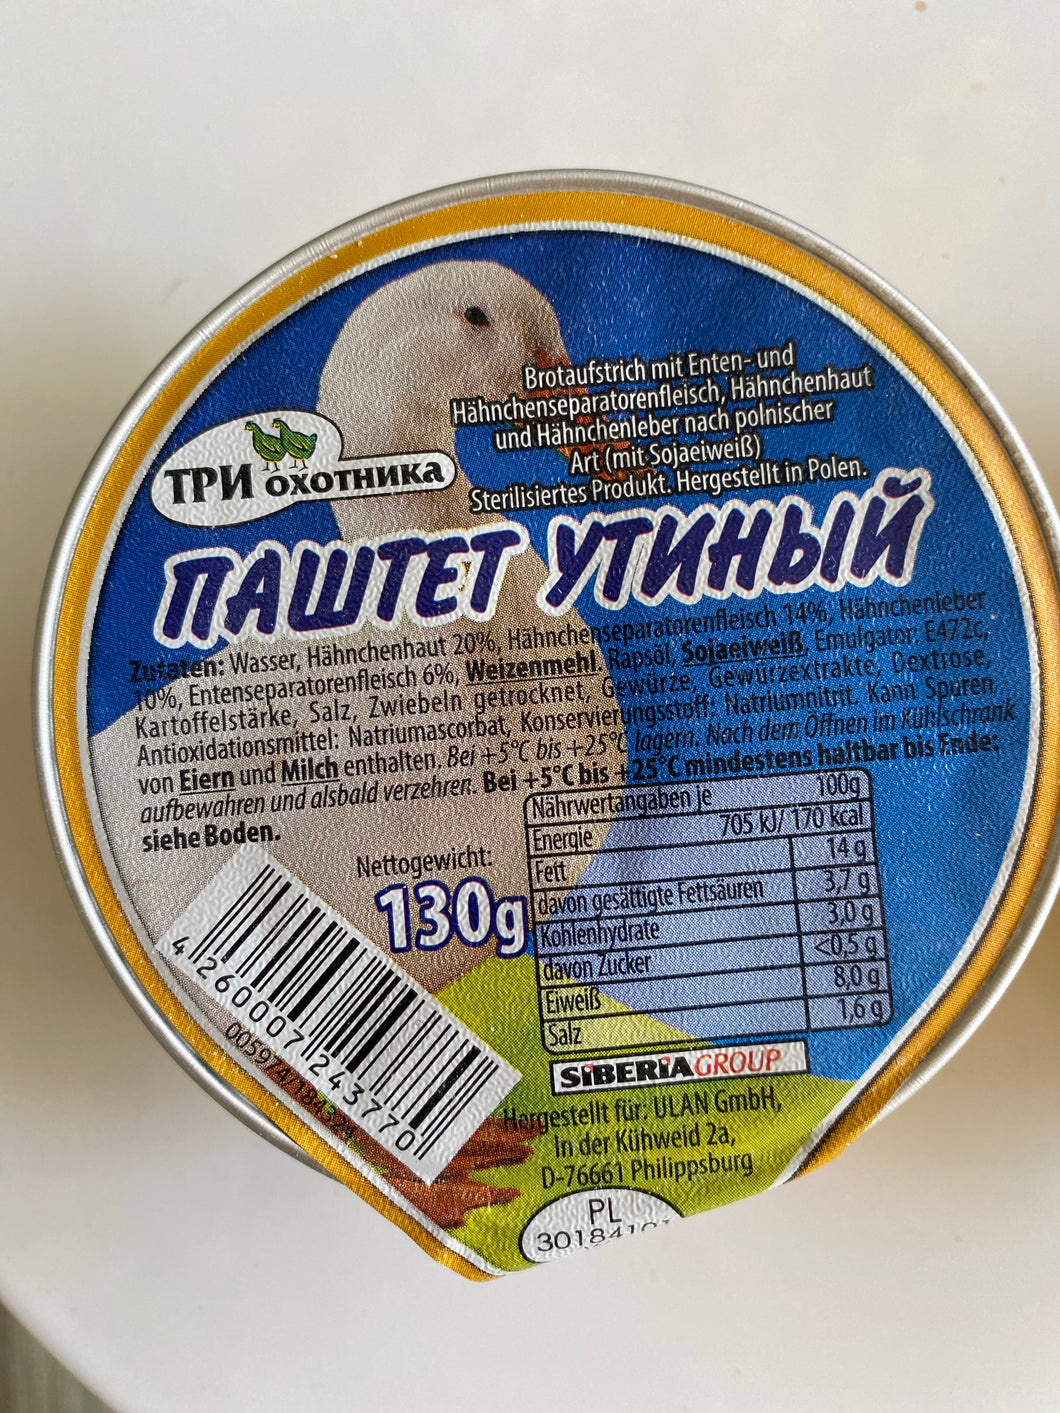 Brotaufstrich mit Enten- und
Hähnchenseparatorenfleisch, Hähnchenhaut
und Hähnchenleber nach polnischer
Art (mit Sojaeiweiß)
Sterilisiertes Produkt. Hergestellt in Polen.
ТРИ ОХОТНИКА
ПАШТЕТ УТИНЫЙ
Zutaten: Wasser, Hähnchenhaut 20%, Hähnchenseparatorenfleisch 14%, Hähnchenleber
10%, Entenseparatorenfleisch 6%, Weizenmehl, Rapsöl, Sojaeiweiß, Emulgator: E472c,
Kartoffelstärke, Salz, Zwiebeln getrocknet, Gewürze, Gewürzextrakte, Dextrose,
Antioxidationsmittel: Natriumascorbat, Konservierungsstoff: Natriumnitrit. Kann Spuren
von Eiern und Milch enthalten. Bei +5°C bis +25°C lagern. Nach dem Öffnen im Kühlschrank
aufbewahren und alsbald verzehren. Bei +5°C bis +25°C mindestens haltbar bis Ende:
siehe Boden.
Nettogewicht:
130g
Nährwertangaben je 100g
Energie 705 kJ/ 170 kcal
Fett 14 g
davon gesättigte Fettsäuren 3,7 g
Kohlenhydrate 3,0 g
davon Zucker <0,5 g
Eiweiß 8,0 g
Salz 1,6 g
4 260007 243770
00597A/184324
SIBERIA GROUP
Hergestellt für: ULAN GmbH,
In der Kühweid 2a,
D-76661 Philippsburg
PL